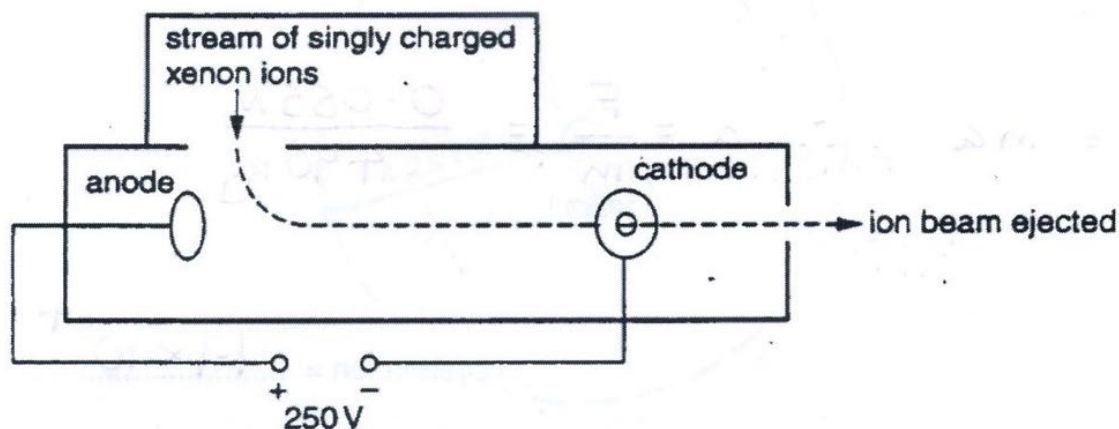 stream of singly charged
xenon ions
anode
cathode
ion beam ejected
+ −
250 V